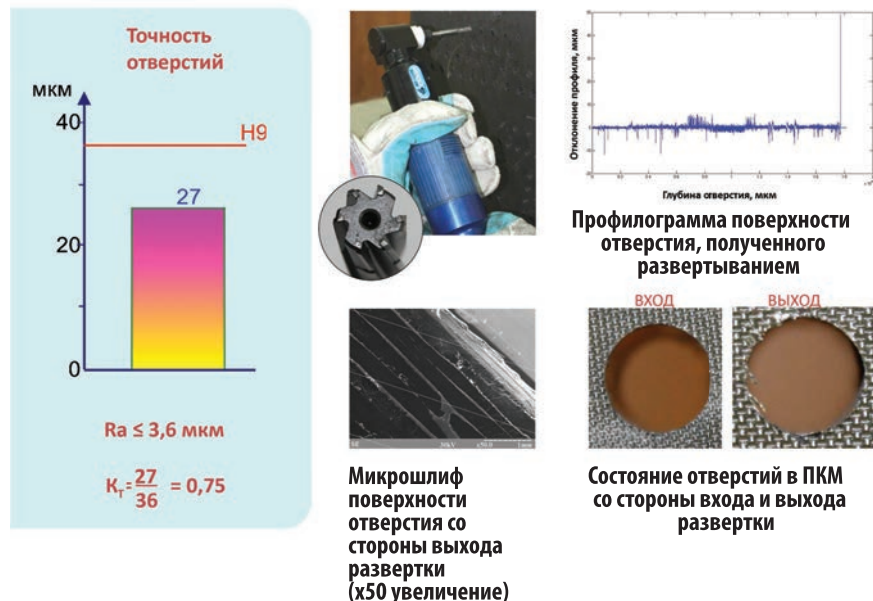 Точность
отверстий
МКМ
40
H9
27
20
0
Ra ≤ 3,6 мкм
Kт= 27/36 = 0,75
Отклонение профиля, мкм
Глубина отверстия, мкм
Профилограмма поверхности
отверстия, полученного
развертыванием
ВХОД
ВЫХОД
Микрошлиф
поверхности
отверстия со
стороны выхода
развертки
(х50 увеличение)
Состояние отверстий в ПКМ
со стороны входа и выхода
развертки